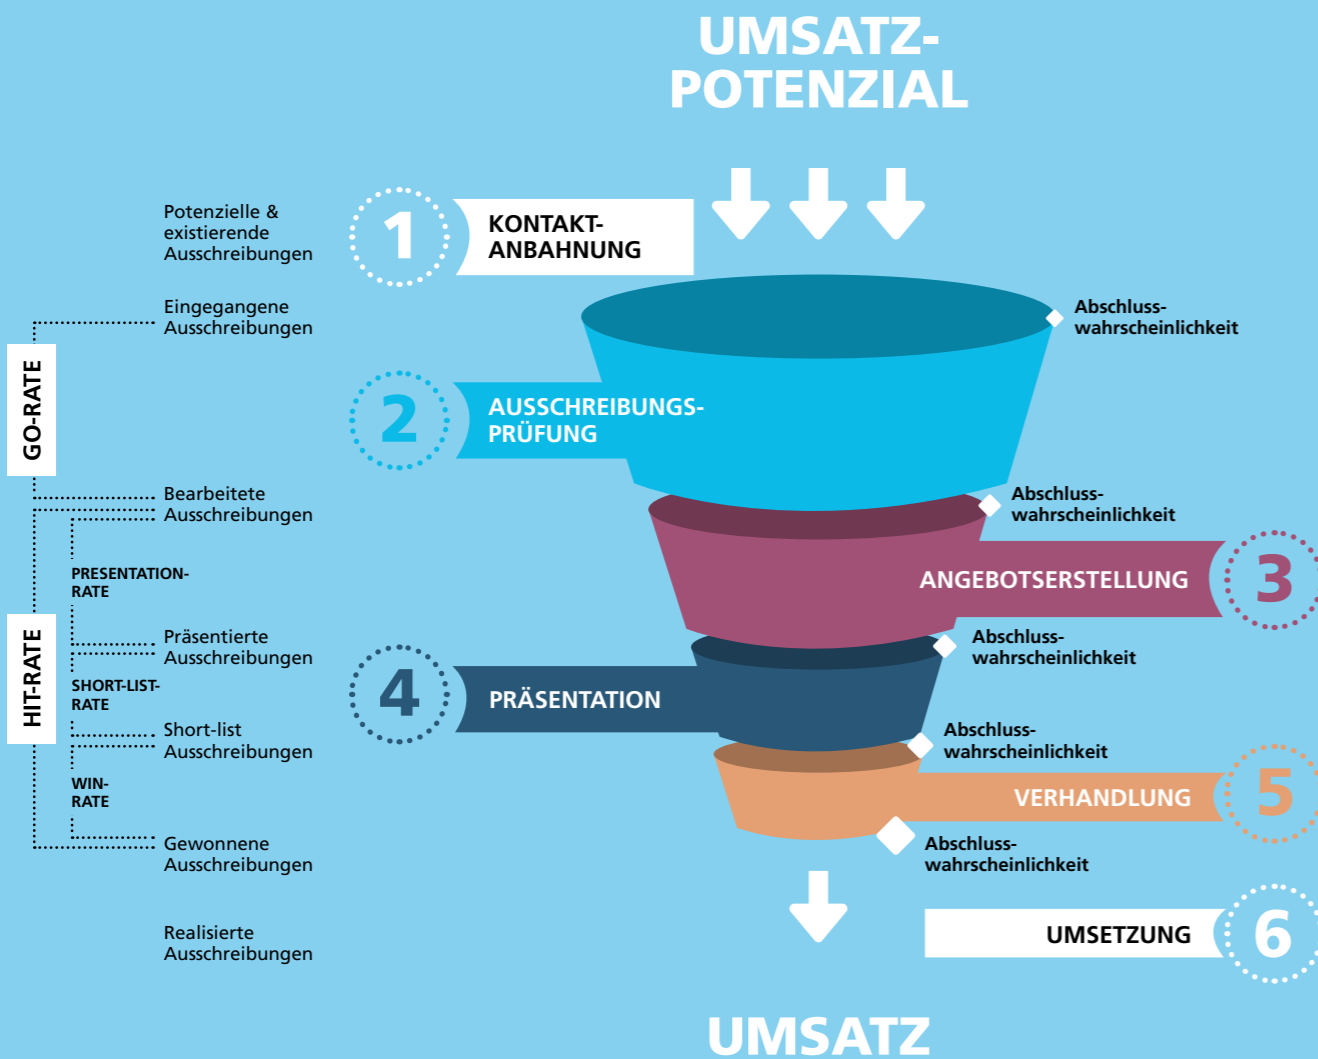 UMSATZ-
POTENZIAL
Potenzielle &
existierende
Ausschreibungen
1
KONTAKT-
ANBAHNUNG
Eingegangene
Ausschreibungen
Abschluss-
wahrscheinlichkeit
GO-RATE
2
AUSSCHREIBUNGS-
PRÜFUNG
Bearbeitete
Ausschreibungen
Abschluss-
wahrscheinlichkeit
PRESENTATION-
RATE
ANGEBOTSERSTELLUNG
3
HIT-RATE
Präsentierte
Ausschreibungen
Abschluss-
wahrscheinlichkeit
SHORT-LIST-
RATE
4
PRÄSENTATION
Short-list
Ausschreibungen
Abschluss-
wahrscheinlichkeit
WIN-
RATE
VERHANDLUNG
5
Gewonnene
Ausschreibungen
Abschluss-
wahrscheinlichkeit
Realisierte
Ausschreibungen
UMSETZUNG
6
UMSATZ